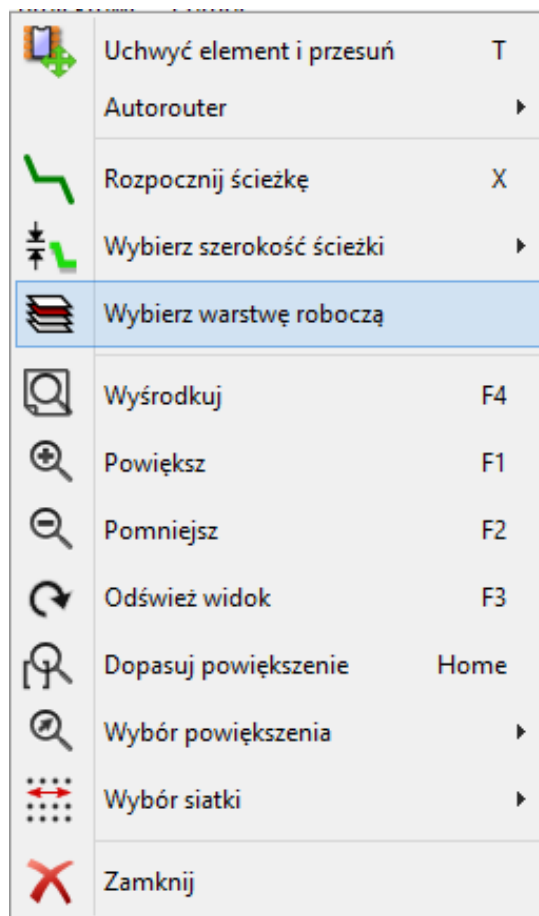 Uchwyć element i przesuń T
Autorouter
Rozpocznij ścieżkę X
Wybierz szerokość ścieżki
Wybierz warstwę roboczą
Wyśrodkuj F4
Powiększ F1
Pomniejsz F2
Odśwież widok F3
Dopasuj powiększenie Home
Wybór powiększenia
Wybór siatki
Zamknij